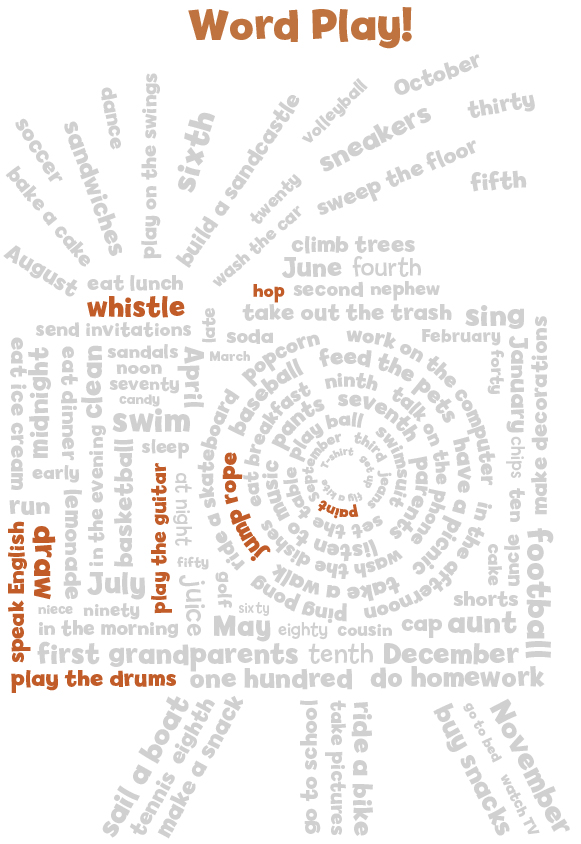 Word Play!
soccer
bake a cake
sandwiches
dance
play on the swings
sixth
build a sandcastle
volleyball
October
thirty
sneakers
sweep the floor
fifth
twenty
wash the car
climb trees
August
eat lunch
June
fourth
whistle
hop
second
nephew
take out the trash
sing
send invitations
late
soda
popcorn
work on the computer
February
eat ice cream
midnight
eat dinner
clean
sandals
noon
seventy
candy
April
March
baseball
feed the pets
forty
January
make decorations
swim
sleep
ride a skateboard
the breakfast
pants
ninth
seventh
talk on the phone
have a picnic
chips
play ball
swimsuit
parents
in the afternoon
ten
early
in the evening
basketball
play the guitar
at night
jump rope
listen to music
set the table
September
third
jeans
T-shirt
get up
fly a kite
paint
wash the dishes
take a walk
ping pong
run
lemonade
speak English
draw
July
fifty
juice
golf
cake
uncle
football
niece
ninety
sixty
shorts
in the morning
May
eighty
cousin
cap
aunt
first
grandparents
tenth
December
play the drums
one hundred
do homework
sail a boat
tennis
eighth
make a snack
go to school
take pictures
ride a bike
buy snacks
go to bed
watch TV
November